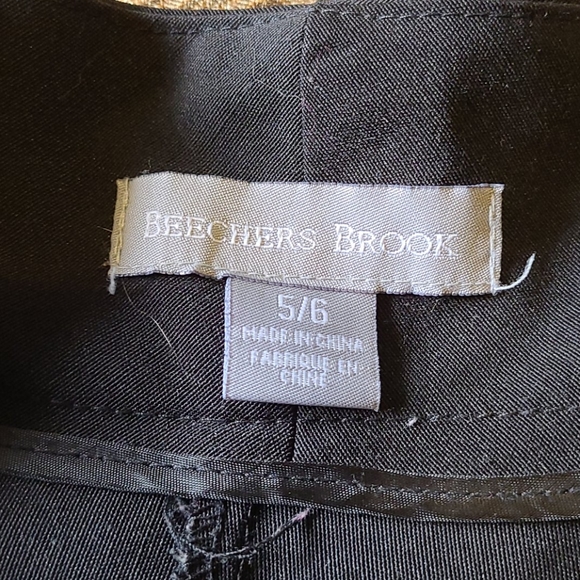 BEECHERS BROOK
5/6
MADE IN CHINA
FABRIQUE EN
CHINE